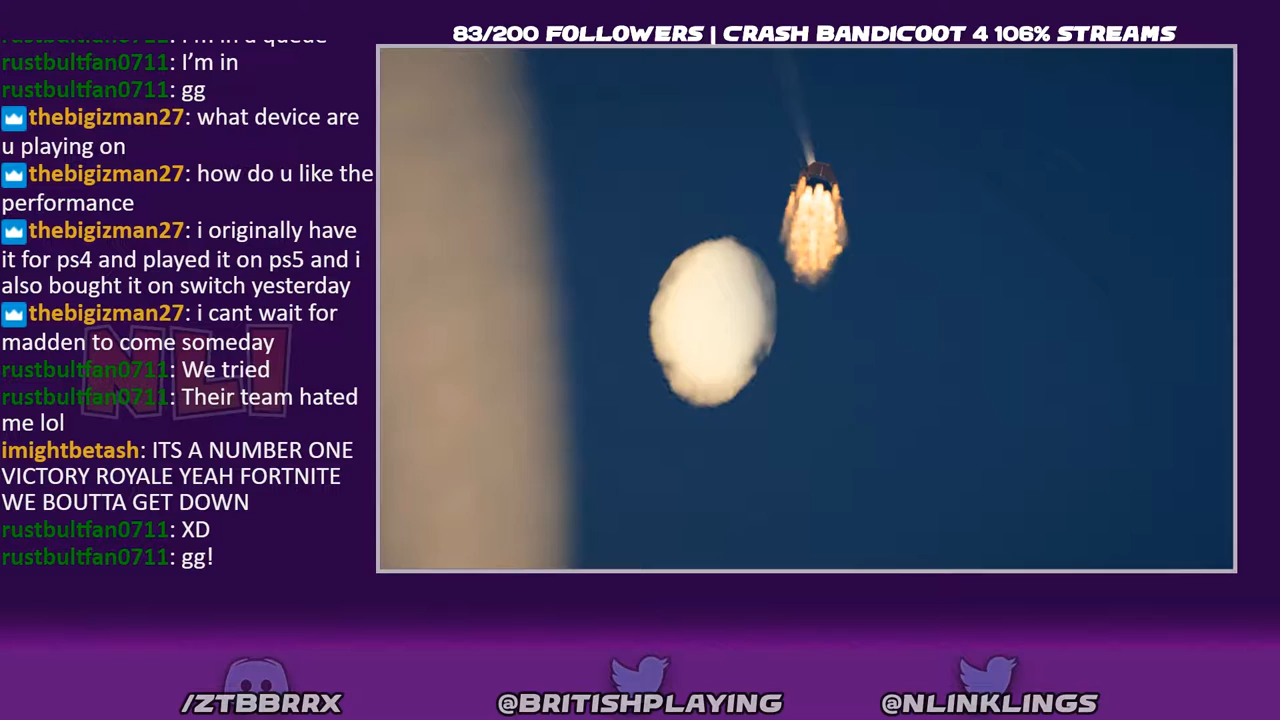 83/200 FOLLOWERS | CRASH BANDICOOT 4 106% STREAMS
rustbultfan0711: I'm in
rustbultfan0711: gg
thebigizman27: what device are
u playing on
thebigizman27: how do u like the
performance
thebigizman27: i originally have
it for ps4 and played it on ps5 and i
also bought it on switch yesterday
thebigizman27: i cant wait for
madden to come someday
rustbultfan0711: We tried
rustbultfan0711: Their team hated
me lol
imightbetash: ITS A NUMBER ONE
VICTORY ROYALE YEAH FORTNITE
WE BOUTTA GET DOWN
rustbultfan0711: XD
rustbultfan0711: gg!
NLI
/ZTBBRRX
@BRITISHPLAYING
@NLINKLINGS